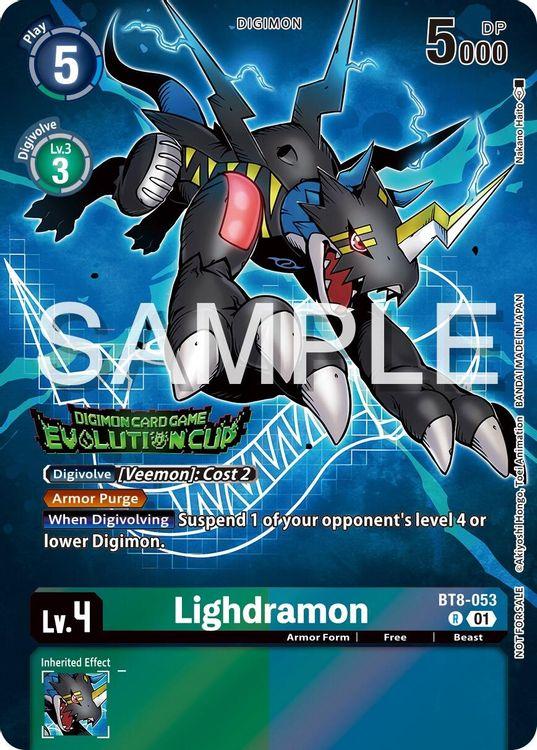 DIGIMON
Play
5
DP
5000
Digivolve
Lv.3
3
Nakano Haito
SAMPLE
DIGIMON CARD GAME
EVOLUTION CUP
Digivolve [Veemon]: Cost 2
Armor Purge
When Digivolving Suspend 1 of your opponent's level 4 or
lower Digimon.
©Akiyoshi Hongo, Toei Animation BANDAI MADE IN JAPAN
NOT FOR SALE
Lv.4
Lighdramon
BT8-053
R 01
Armor Form | Free | Beast
Inherited Effect
–